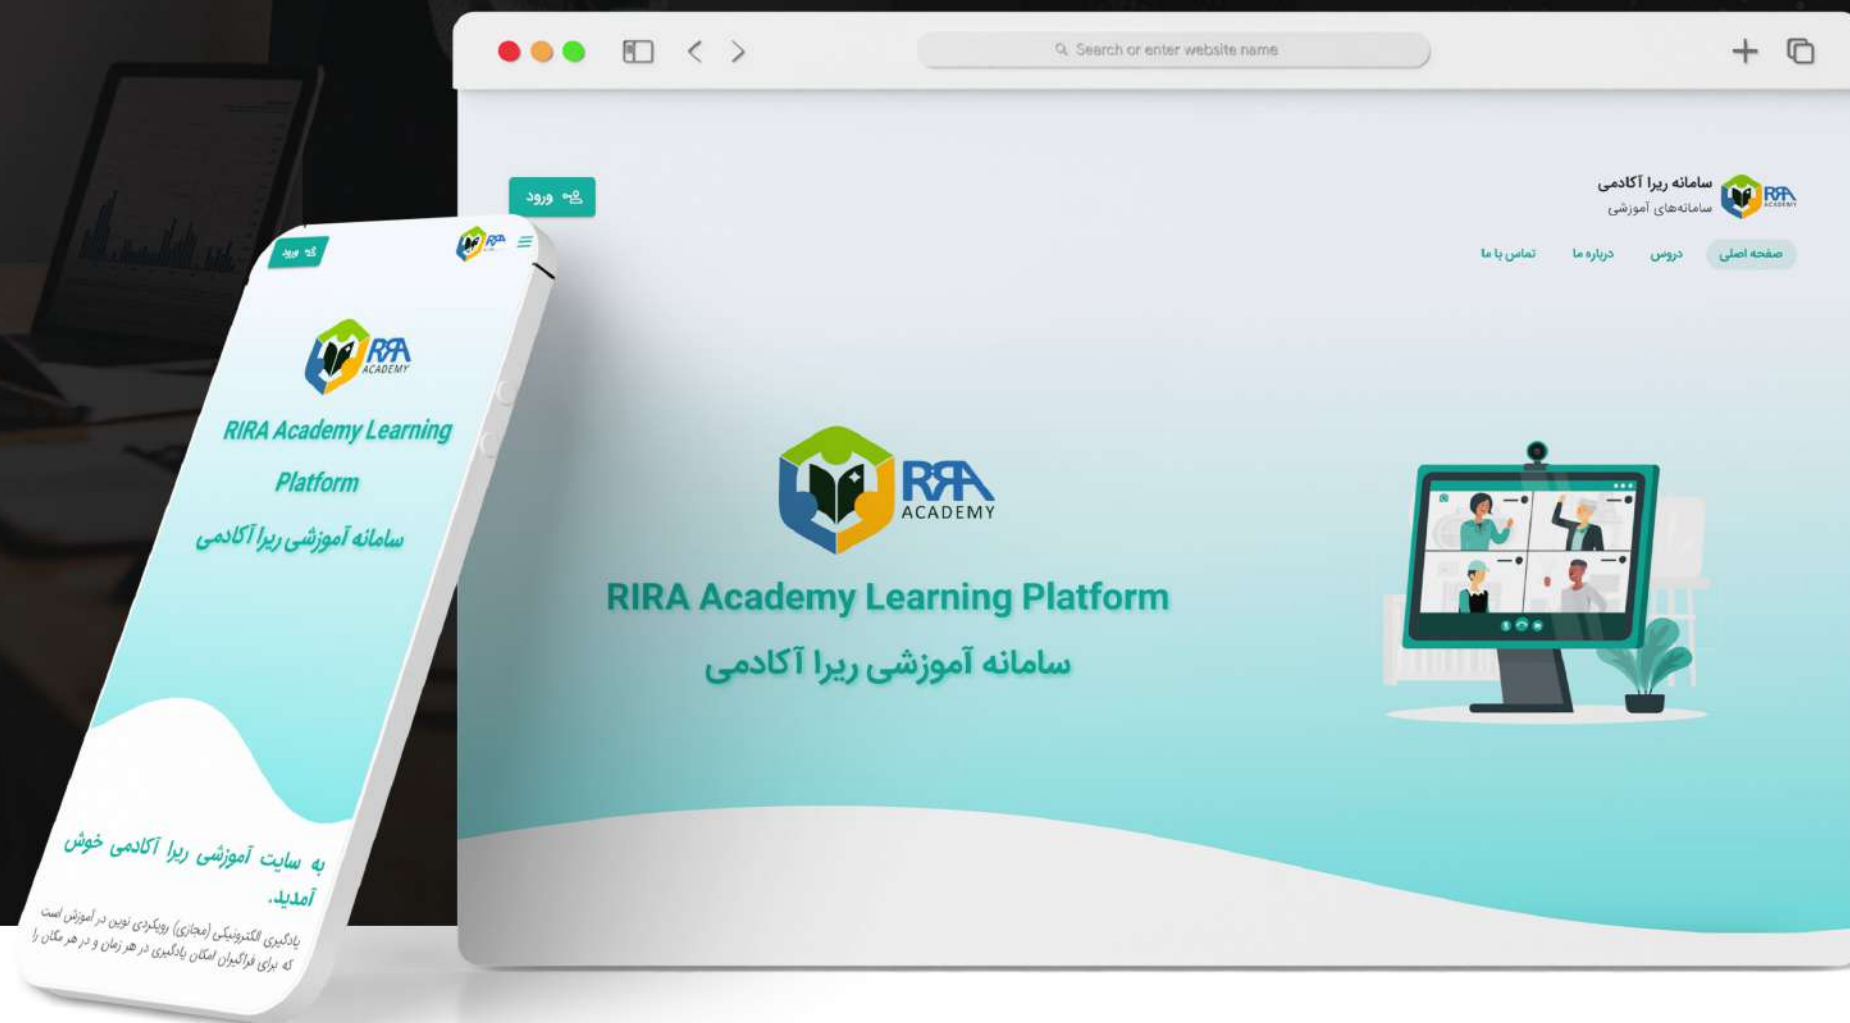 Search or enter website name
ورود
سامانه ریرا آکادمی
سامانه‌های آموزشی
RIRA
ACADEMY
صفحه اصلی
دروس
درباره ما
تماس با ما
RIRA
ACADEMY
RIRA Academy Learning Platform
سامانه آموزشی ریرا آکادمی
ورود
RIRA
RIRA
ACADEMY
RIRA Academy Learning
Platform
سامانه آموزشی ریرا آکادمی
به سایت آموزشی ریرا آکادمی خوش
آمدید.
یادگیری الکترونیکی (مجازی) رویکردی نوین در آموزش است
که برای فراگیران امکان یادگیری در هر زمان و در هر مکان را